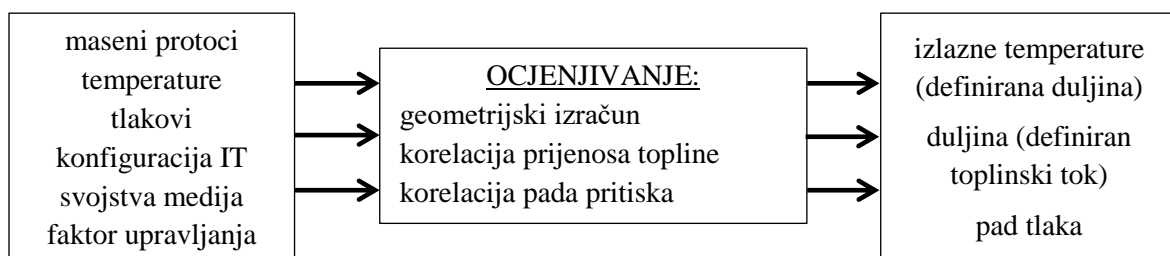 maseni protoci
temperature
tlakovi
konfiguracija IT
svojstva medija
faktor upravljanja
OCJENJIVANJE:
geometrijski izračun
korelacija prijenosa topline
korelacija pada pritiska
izlazne temperature
(definirana duljina)
duljina (definiran
toplinski tok)
pad tlaka